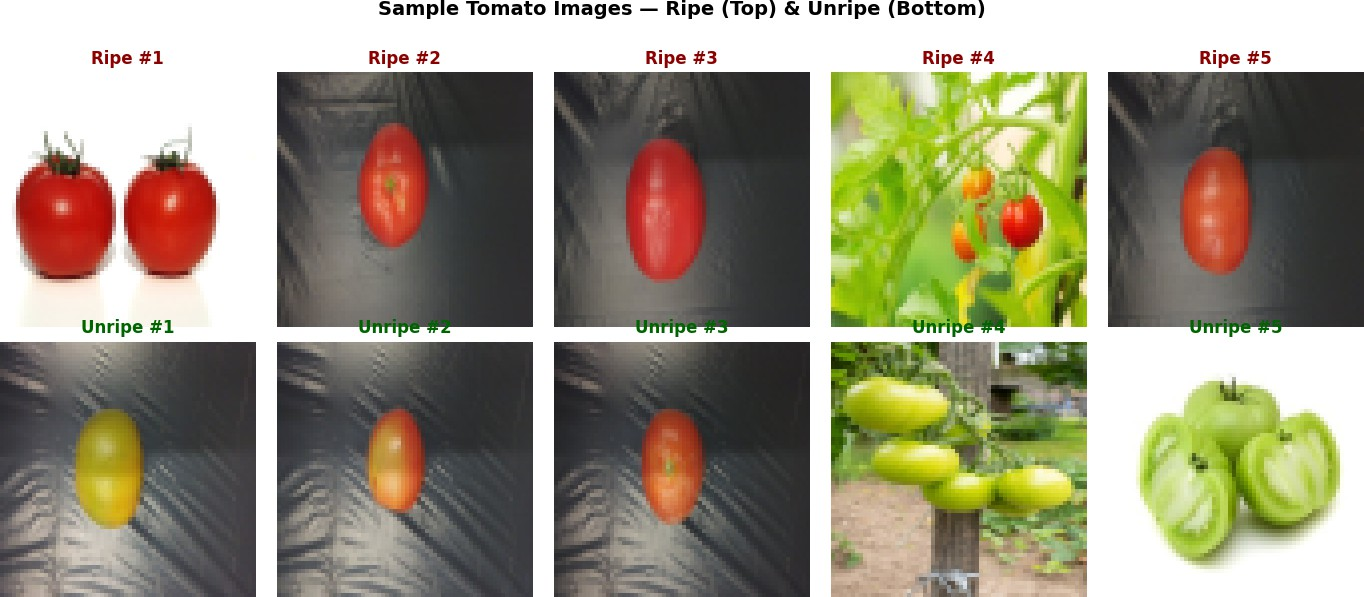 Sample Tomato Images — Ripe (Top) & Unripe (Bottom)
Ripe #1
Ripe #2
Ripe #3
Ripe #4
Ripe #5
Unripe #1
Unripe #2
Unripe #3
Unripe #4
Unripe #5